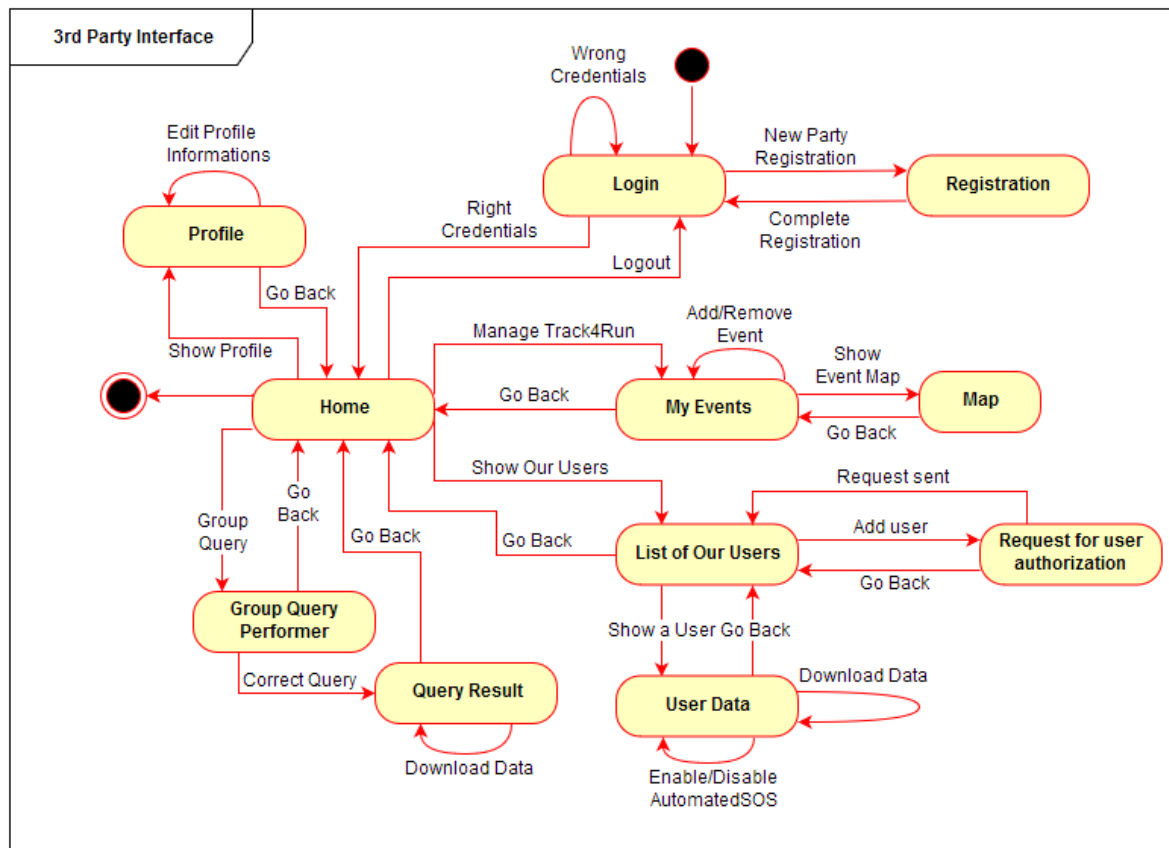 3rd Party Interface
Wrong
Credentials
Edit Profile
Informations
New Party
Registration
Login
Registration
Profile
Right
Credentials
Complete
Registration
Logout
Go Back
Show Profile
Manage Track4Run
Add/Remove
Event
Show
Event Map
Home
Go Back
My Events
Map
Go Back
Show Our Users
Request sent
Group
Query
Go
Back
Go Back
Go Back
List of Our Users
Add user
Request for user
authorization
Go Back
Group Query
Performer
Show a User
Go Back
Correct Query
Query Result
User Data
Download Data
Download Data
Enable/Disable
AutomatedSOS